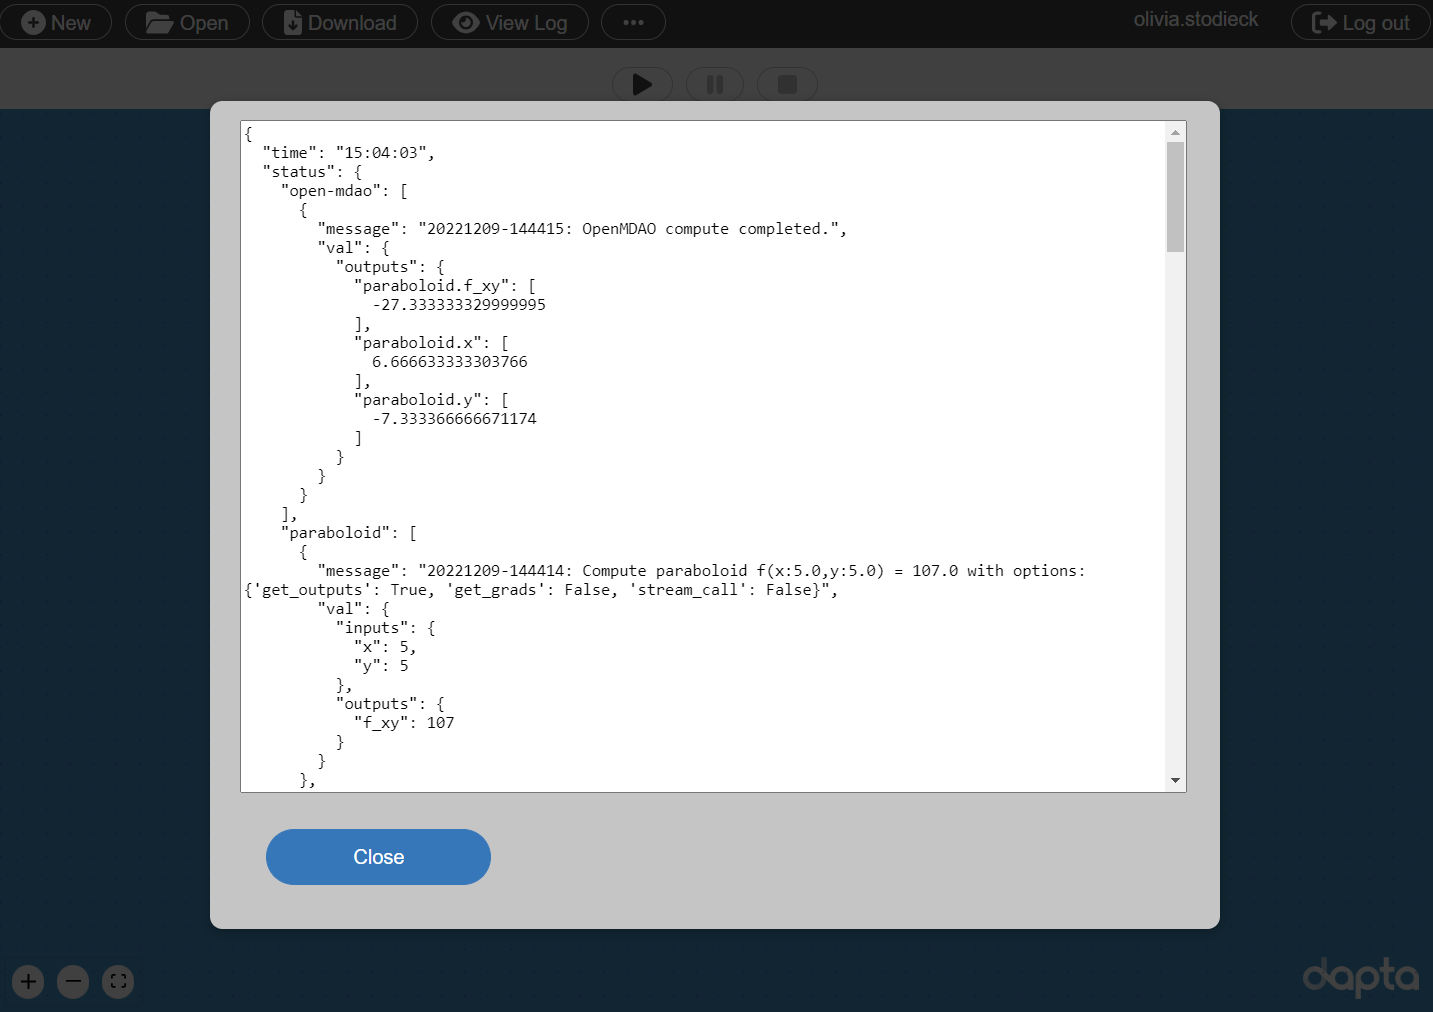 New
Open
Download
View Log
olivia.stodieck
Log out
{
"time": "15:04:03",
"status": {
"open-mdao": [
{
"message": "20221209-144415: OpenMDAO compute completed.",
"val": {
"outputs": {
"paraboloid.f_xy": [
-27.333333329999995
],
"paraboloid.x": [
6.666633333303766
],
"paraboloid.y": [
-7.333366666671174
]
}
}
}
],
"paraboloid": [
{
"message": "20221209-144414: Compute paraboloid f(x:5.0,y:5.0) = 107.0 with options:
{'get_outputs': True, 'get_grads': False, 'stream_call': False}",
"val": {
"inputs": {
"x": 5,
"y": 5
},
"outputs": {
"f_xy": 107
}
}
},
Close
dapta